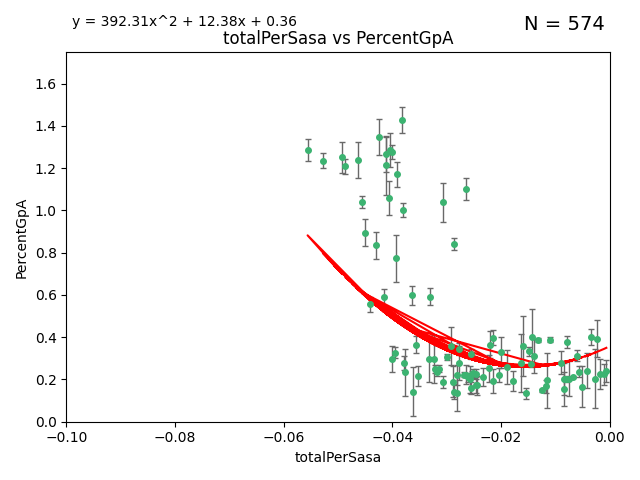 y = 392.31x^2 + 12.38x + 0.36
N = 574
totalPerSasa vs PercentGpA
1.6
1.4
1.2
1.0
0.8
0.6
0.4
0.2
0.0
PercentGpA
−0.10 −0.08 −0.06 −0.04 −0.02 0.00
totalPerSasa